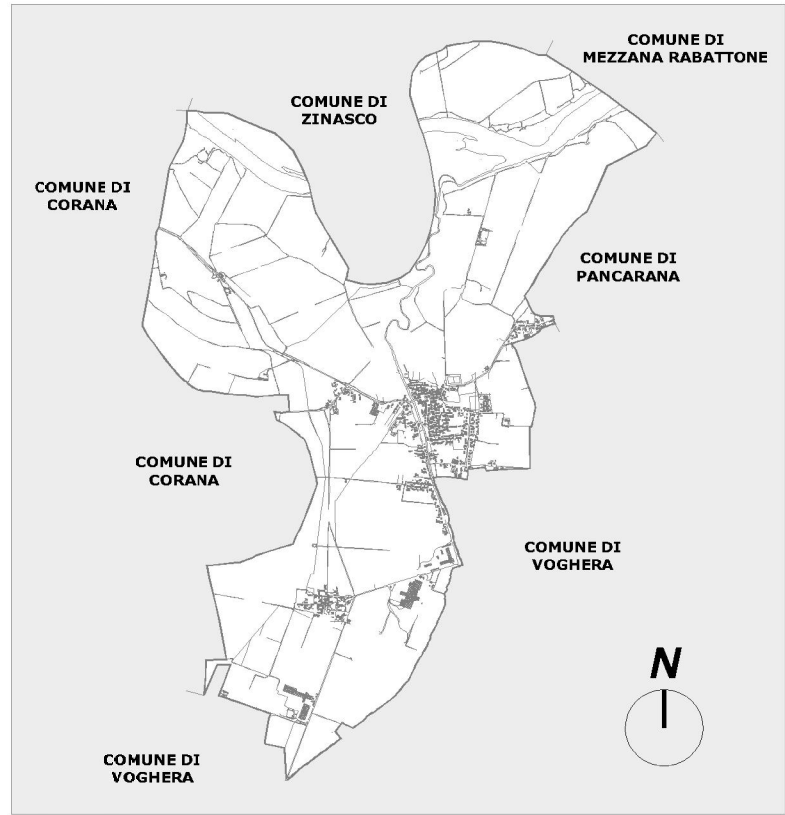 COMUNE DI
MEZZANA RABATTONE
COMUNE DI
ZINASCO
COMUNE DI
CORANA
COMUNE DI
PANCARANA
COMUNE DI
CORANA
COMUNE DI
VOGHERA
N
COMUNE DI
VOGHERA